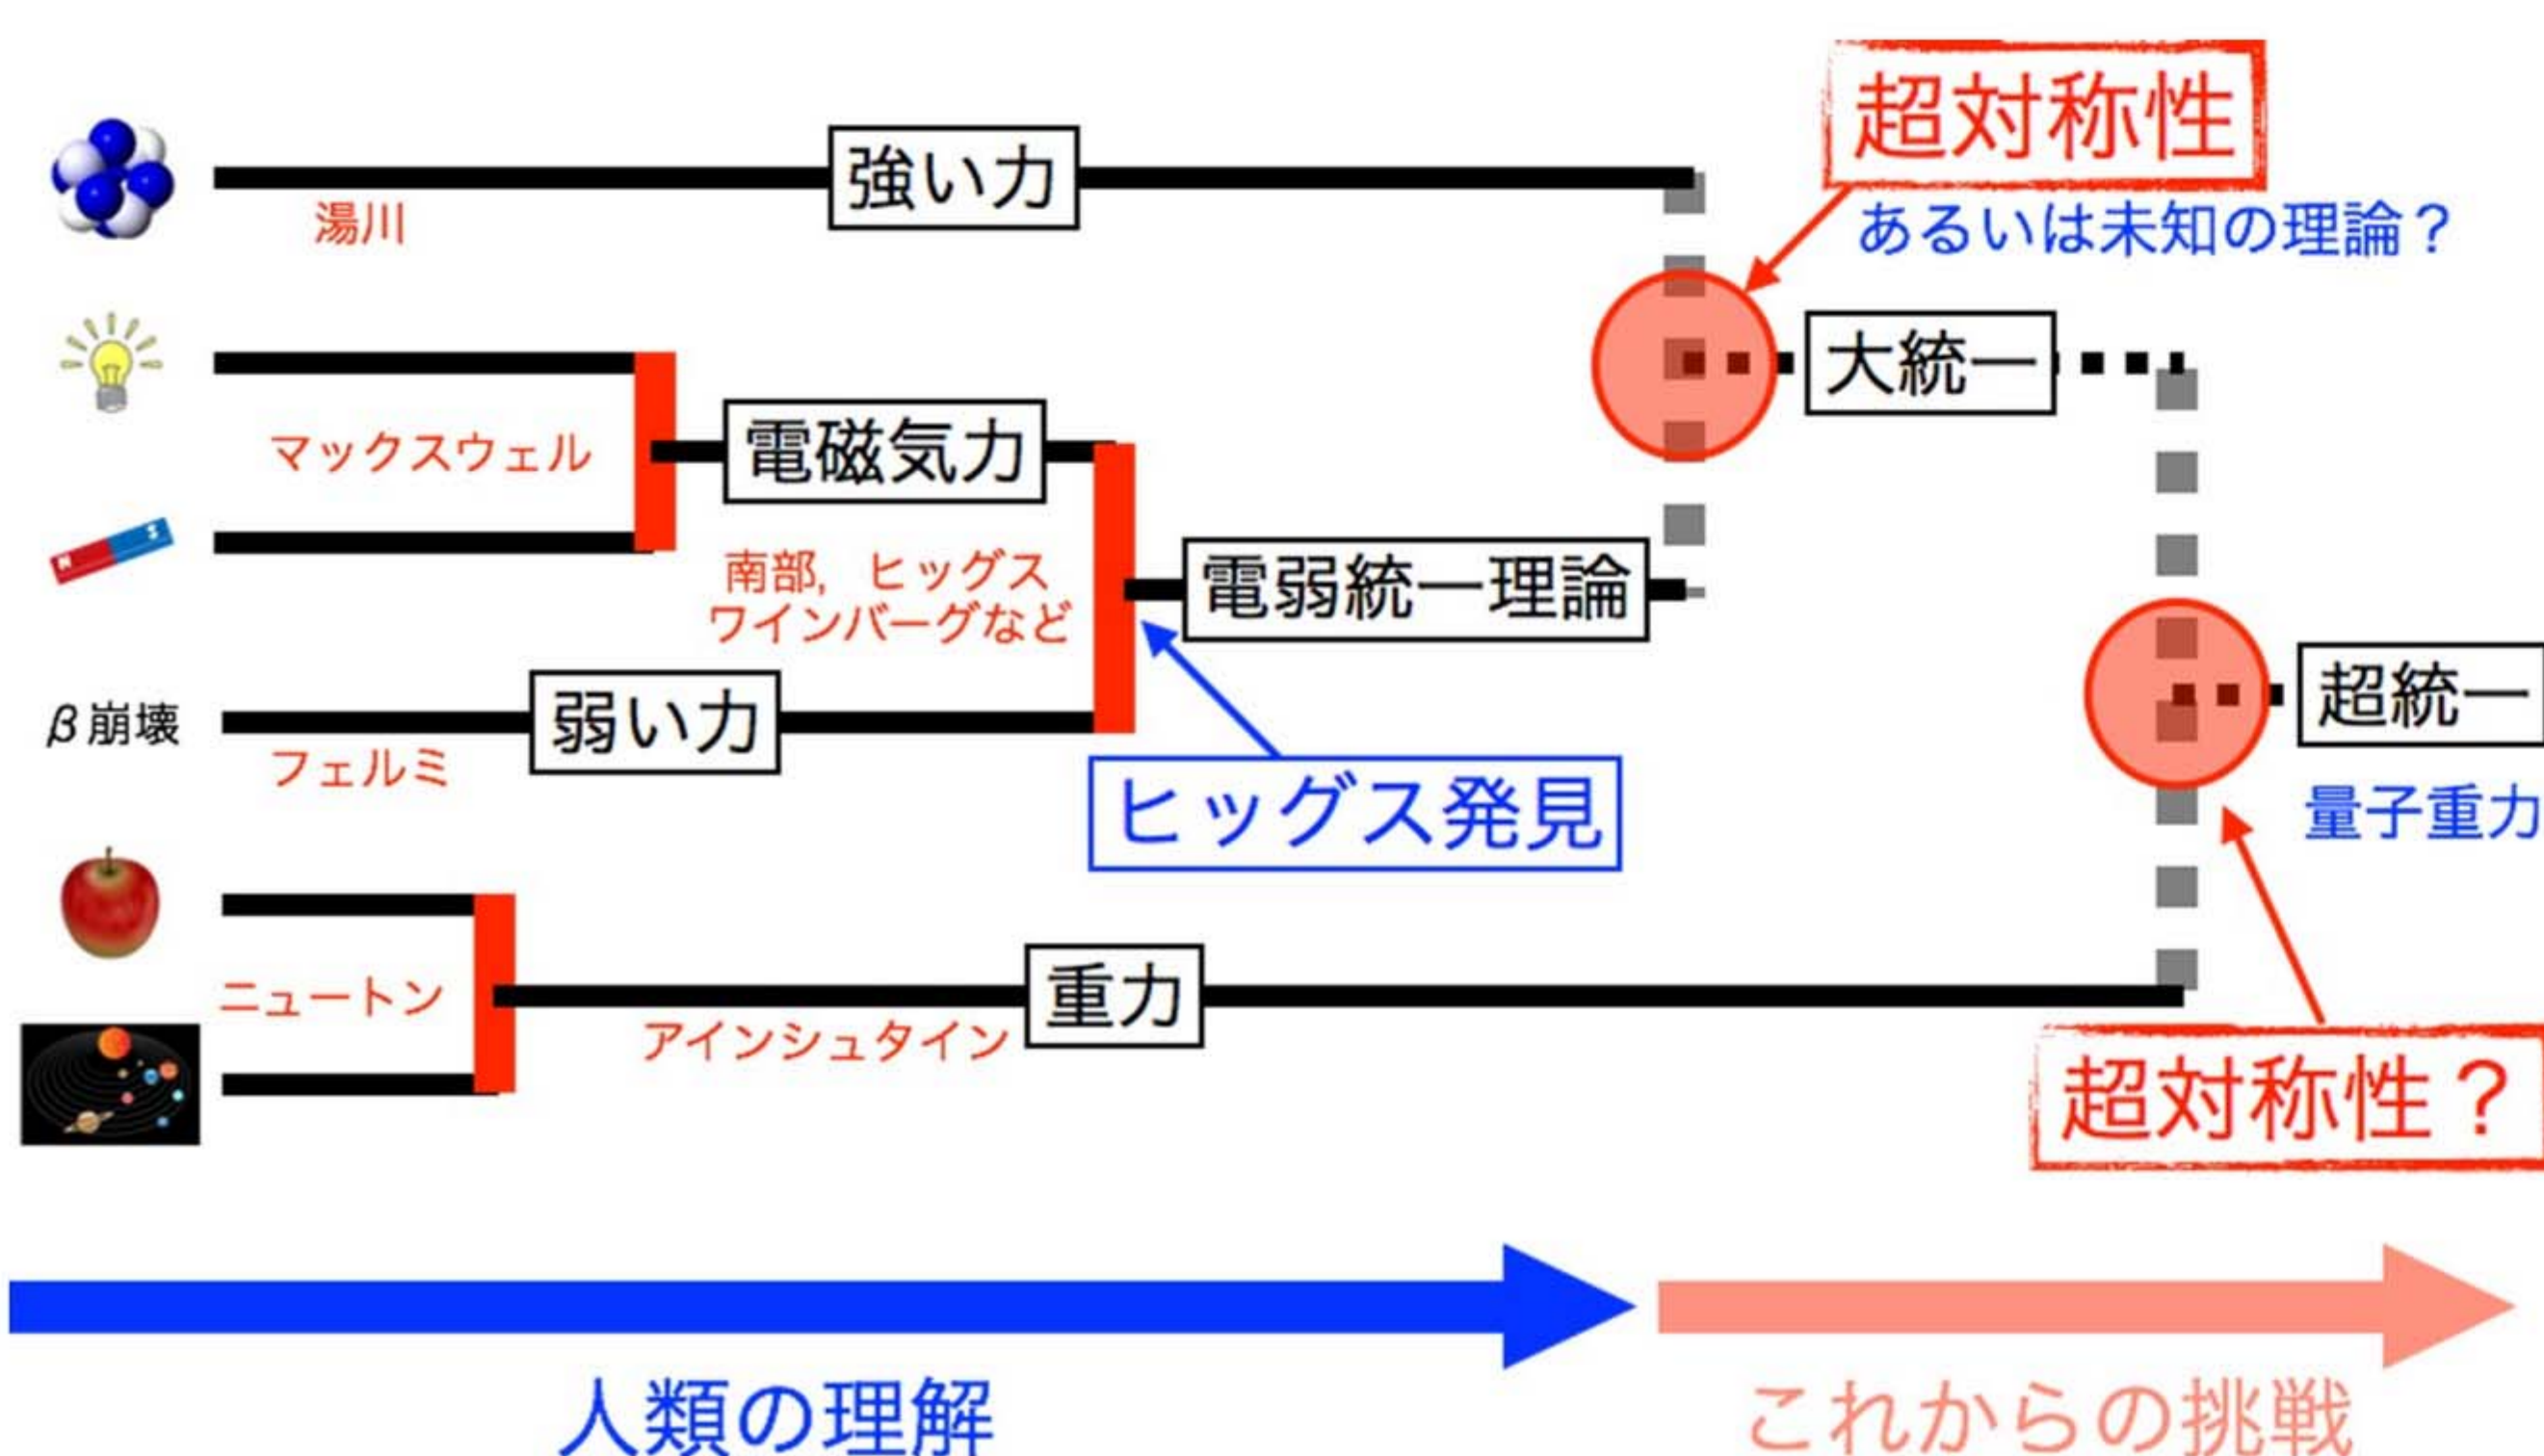 超対称性
強い力
あるいは未知の理論？
湯川
大統一
マックスウェル
電磁気力
南部，ヒッグス
ワインバーグなど
電弱統一理論
β崩壊
弱い力
フェルミ
超統一
量子重力
ヒッグス発見
ニュートン
重力
アインシュタイン
超対称性？
人類の理解
これからの挑戦